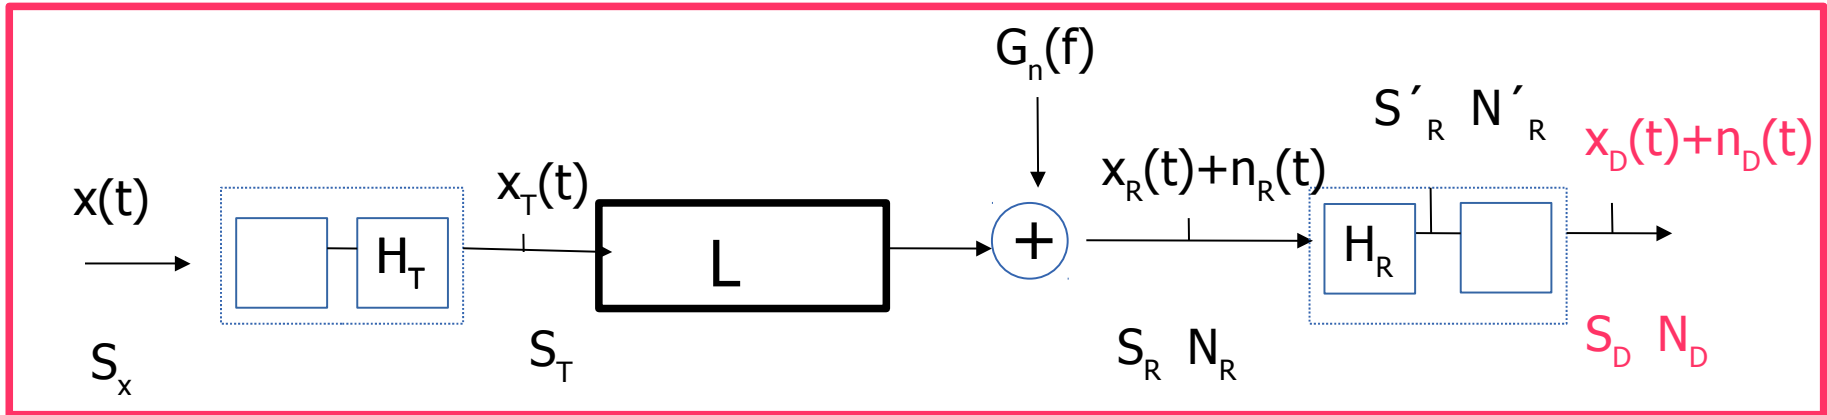 Gn(f)
S´R N´R
xD(t)+nD(t)
x(t)
xT(t)
xR(t)+nR(t)
HT
L
+
HR
Sx
ST
SR NR
SD ND